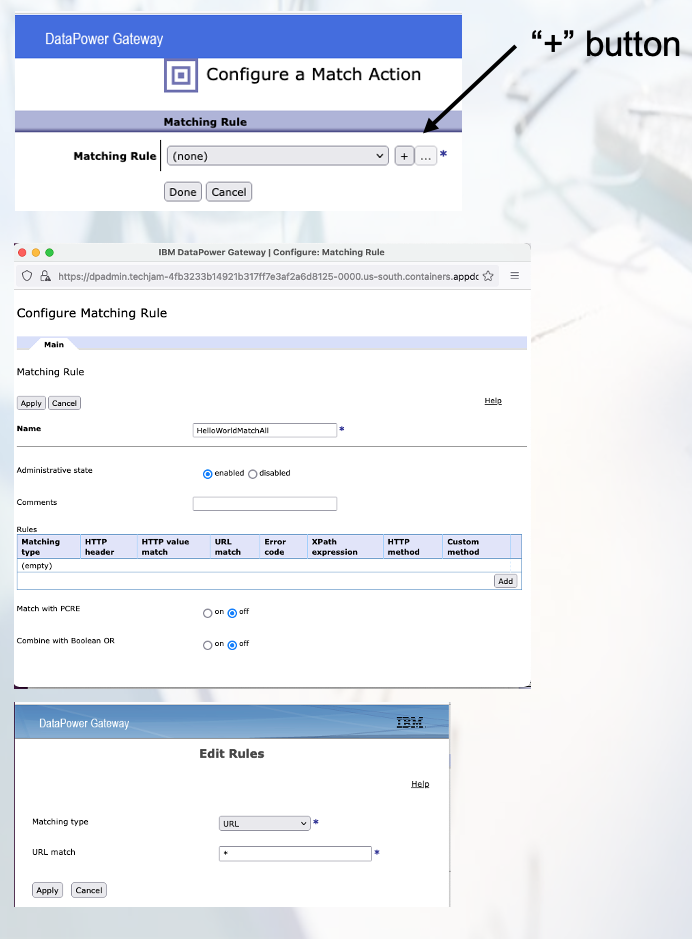 “+” button
DataPower Gateway
Configure a Match Action
Matching Rule
Matching Rule (none) + ... *
Done Cancel
IBM DataPower Gateway | Configure: Matching Rule
https://dpadmin.techjam-4fb3233b14921b317ff7e3af2a6d8125-0000.us-south.containers.appdc
Configure Matching Rule
Main
Matching Rule
Apply Cancel Help
Name HelloWorldMatchAll *
Administrative state enabled disabled
Comments
Rules
Matching type HTTP header HTTP value match URL match Error code XPath expression HTTP method Custom method
(empty)
Add
Match with PCRE on off
Combine with Boolean OR on off
DataPower Gateway IBM
Edit Rules
Help
Matching type URL *
URL match * *
Apply Cancel